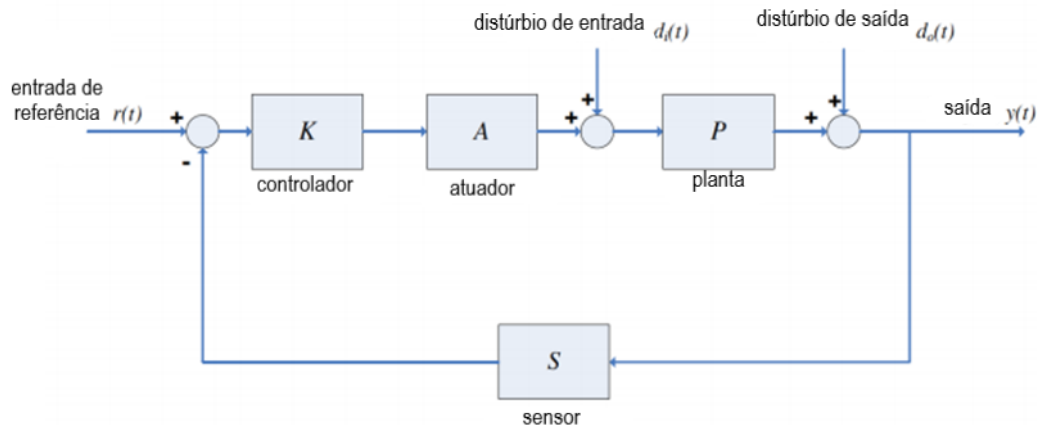 distúrbio de entrada d_i(t)
distúrbio de saída d_o(t)
entrada de
referência r(t)
+
-
K
controlador
A
atuador
+
+
P
planta
+
+
saída y(t)
S
sensor